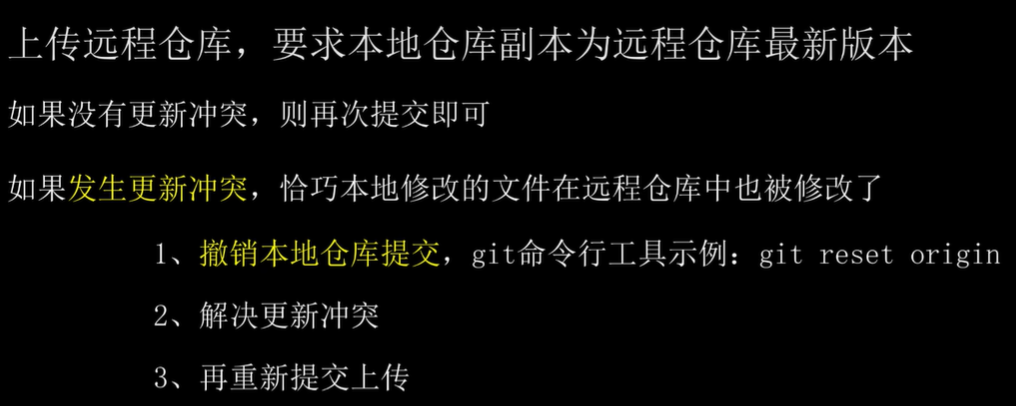 上传远程仓库，要求本地仓库副本为远程仓库最新版本
如果没有更新冲突，则再次提交即可
如果发生更新冲突，恰巧本地修改的文件在远程仓库中也被修改了
1、撤销本地仓库提交，git命令行工具示例：git reset origin
2、解决更新冲突
3、再重新提交上传